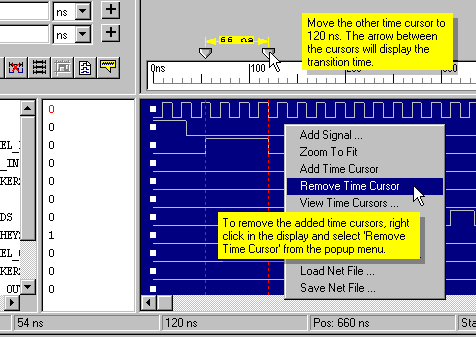 ns
ns
66 ns
Move the other time cursor to
120 ns. The arrow between
the cursors will display the
transition time.
0ns
100
0
0
0
0
0
0
0
1
0
0
0
EL_
_IN
KER
DS
HEY
EL_
KER
OU
Add Signal ...
Zoom To Fit
Add Time Cursor
Remove Time Cursor
View Time Cursors ...
To remove the added time cursors, right
click in the display and select 'Remove
Time Cursor' from the popup menu.
Load Net File ...
Save Net File ...
54 ns
120 ns
Pos: 660 ns
Sta